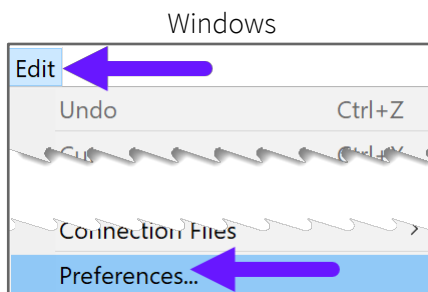 Windows
Edit
Undo Ctrl+Z
Connection Files >
Preferences...